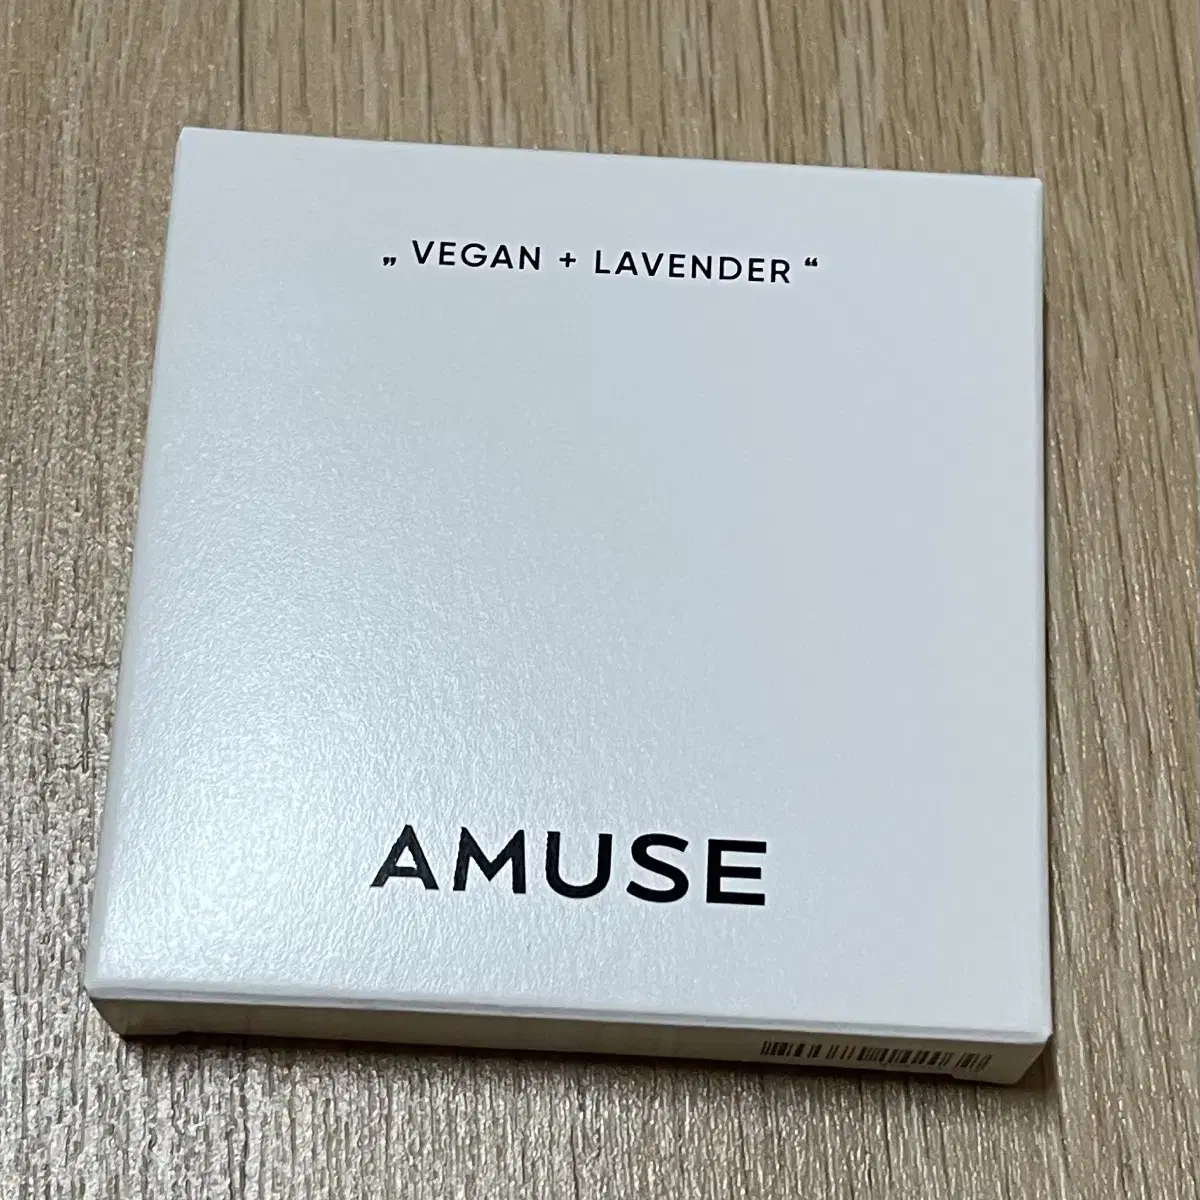 „ VEGAN + LAVENDER “
AMUSE